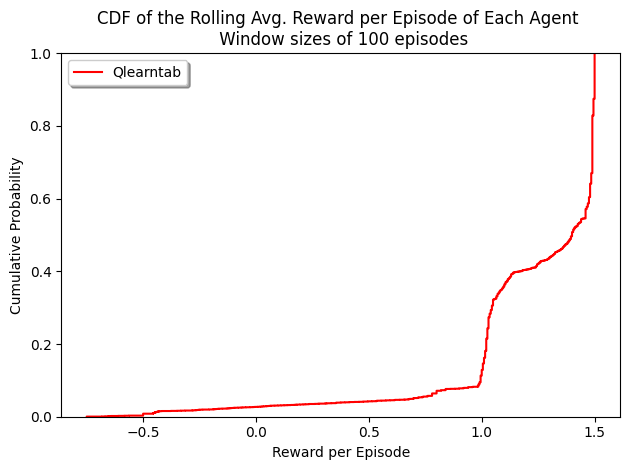 CDF of the Rolling Avg. Reward per Episode of Each Agent
Window sizes of 100 episodes
Qlearntab
Cumulative Probability
1.0
0.8
0.6
0.4
0.2
0.0
−0.5 0.0 0.5 1.0 1.5
Reward per Episode